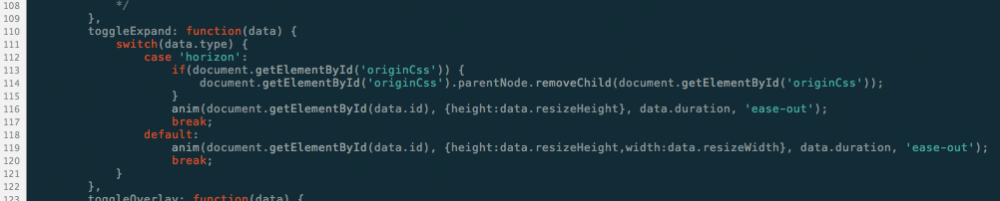 108 */
109 },
110 toggleExpand: function(data) {
111 switch(data.type) {
112 case 'horizon':
113 if(document.getElementById('originCss')) {
114 document.getElementById('originCss').parentNode.removeChild(document.getElementById('originCss'));
115 }
116 anim(document.getElementById(data.id), {height:data.resizeHeight}, data.duration, 'ease-out');
117 break;
118 default:
119 anim(document.getElementById(data.id), {height:data.resizeHeight,width:data.resizeWidth}, data.duration, 'ease-out');
120 break;
121 }
122 },
123 toggleOverlay: function(data) {